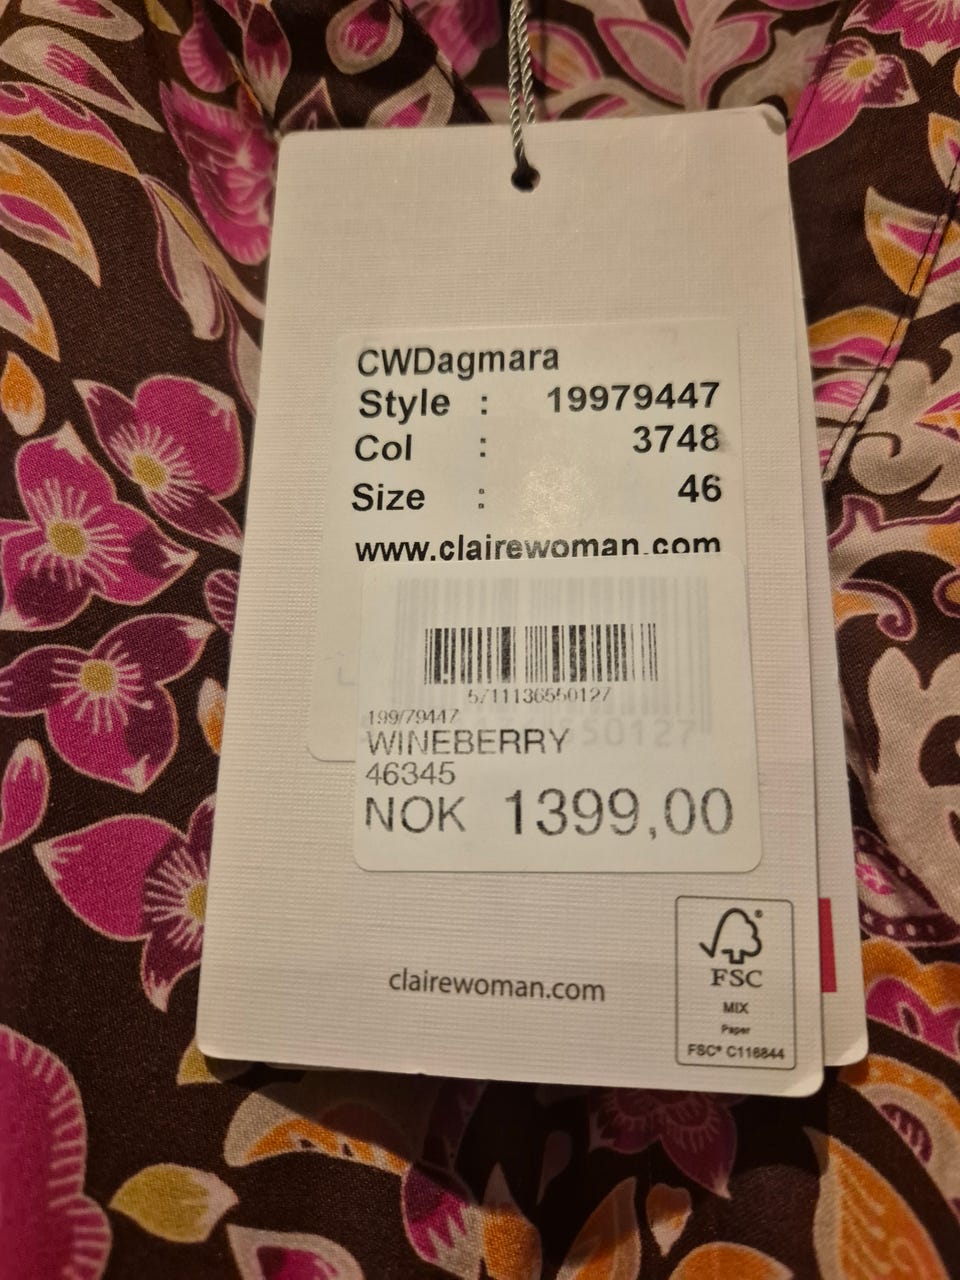 CWDagmara
Style : 19979447
Col : 3748
Size : 46
www.clairewoman.com
5711136550127
199/79447
WINEBERRY
550127
46345
NOK 1399,00
clairewoman.com
FSC®
MIX
Paper
FSC® C116844